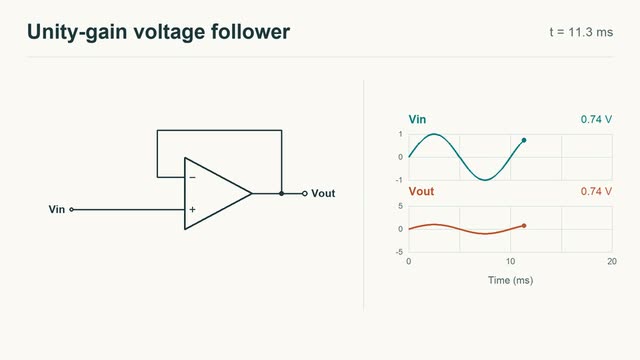 Unity-gain voltage follower
t = 11.3 ms
Vin
−
+
Vout
Vin 0.74 V
1
0
-1
Vout 0.74 V
5
0
-5
0 10 20
Time (ms)